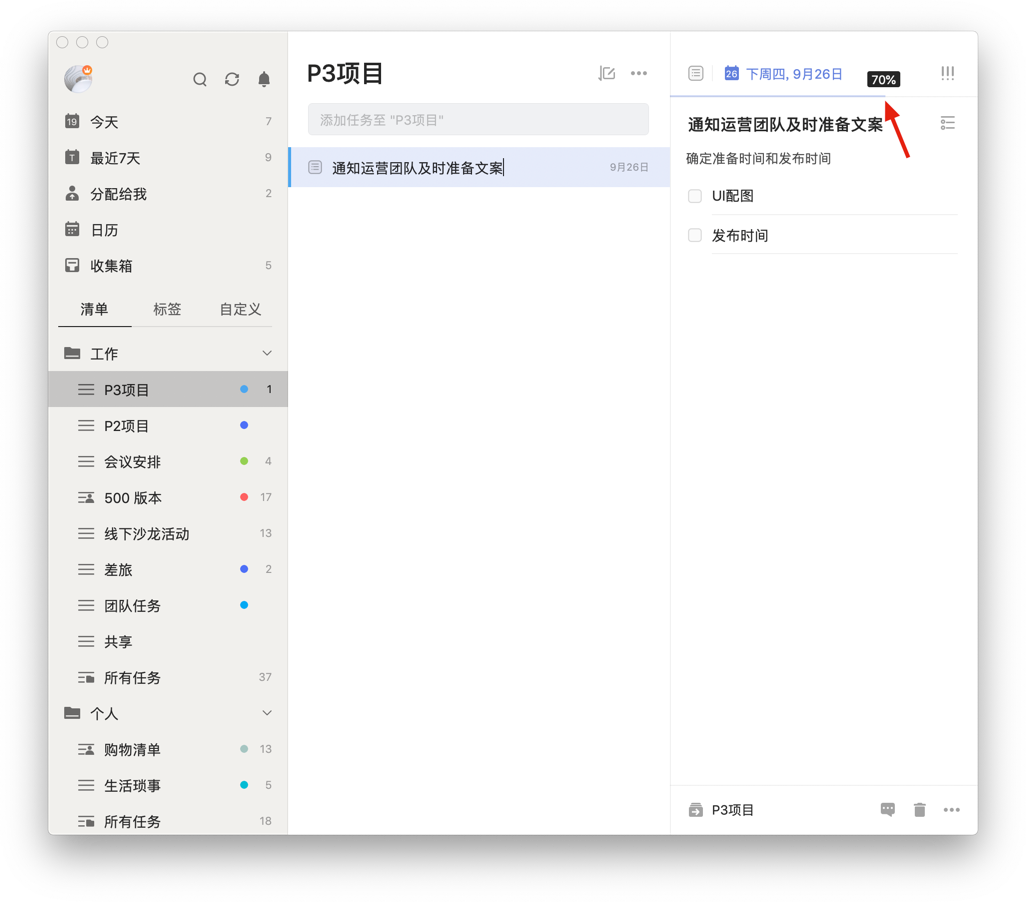 19 今天 7
T 最近7天 9
分配给我 2
日历
收集箱 5
清单 标签 自定义
工作
P3项目 1
P2项目
会议安排 4
500 版本 17
线下沙龙活动 13
差旅 2
团队任务
共享
所有任务 37
个人
购物清单 13
生活琐事 5
所有任务 18
P3项目
添加任务至 "P3项目"
通知运营团队及时准备文案 9月26日
26 下周四, 9月26日
70%
通知运营团队及时准备文案
确定准备时间和发布时间
UI配图
发布时间
P3项目